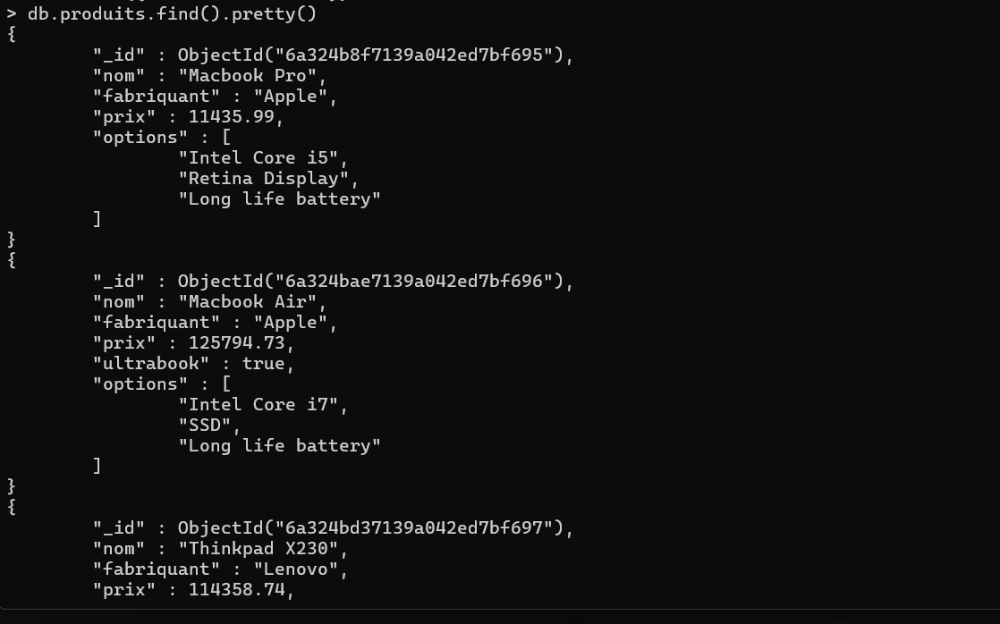 > db.produits.find().pretty()
{
        "_id" : ObjectId("6a324b8f7139a042ed7bf695"),
        "nom" : "Macbook Pro",
        "fabriquant" : "Apple",
        "prix" : 11435.99,
        "options" : [
                "Intel Core i5",
                "Retina Display",
                "Long life battery"
        ]
}
{
        "_id" : ObjectId("6a324bae7139a042ed7bf696"),
        "nom" : "Macbook Air",
        "fabriquant" : "Apple",
        "prix" : 125794.73,
        "ultrabook" : true,
        "options" : [
                "Intel Core i7",
                "SSD",
                "Long life battery"
        ]
}
{
        "_id" : ObjectId("6a324bd37139a042ed7bf697"),
        "nom" : "Thinkpad X230",
        "fabriquant" : "Lenovo",
        "prix" : 114358.74,